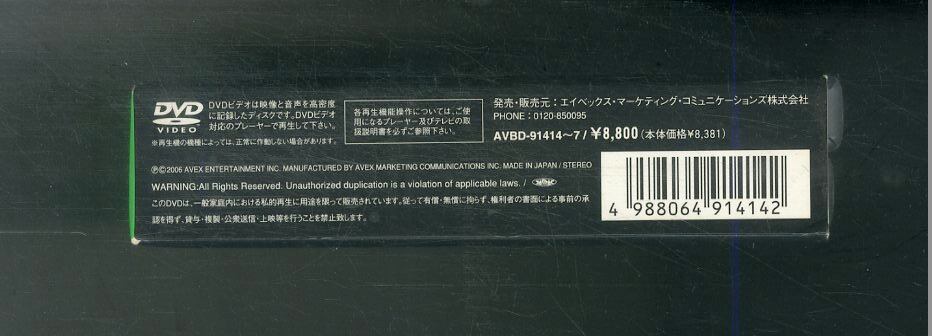 DVD
VIDEO
DVDビデオは映像と音声を高密度
に記録したディスクです。DVDビデオ
対応のプレーヤーで再生して下さい。
※再生機の機種によっては、正常に作動しない場合があります。
各再生機能操作については、ご使
用になるプレーヤー及びテレビの取
扱説明書を必ずご参照下さい。
発売・販売元：エイベックス・マーケティング・コミュニケーションズ株式会社
PHONE：0120-850095
AVBD-91414〜7/¥8,800(本体価格¥8,381)
ⓅⒸ2006 AVEX ENTERTAINMENT INC. MANUFACTURED BY AVEX MARKETING COMMUNICATIONS INC. MADE IN JAPAN / STEREO
WARNING:All Rights Reserved. Unauthorized duplication is a violation of applicable laws. /
このDVDは、一般家庭内における私的再生に用途を限って販売されています。従って有償・無償に拘らず、権利者の書面による事前の承
認を得ず、貸与・複製・公衆送信・上映等を行うことを禁止致します。
4 988064 914142